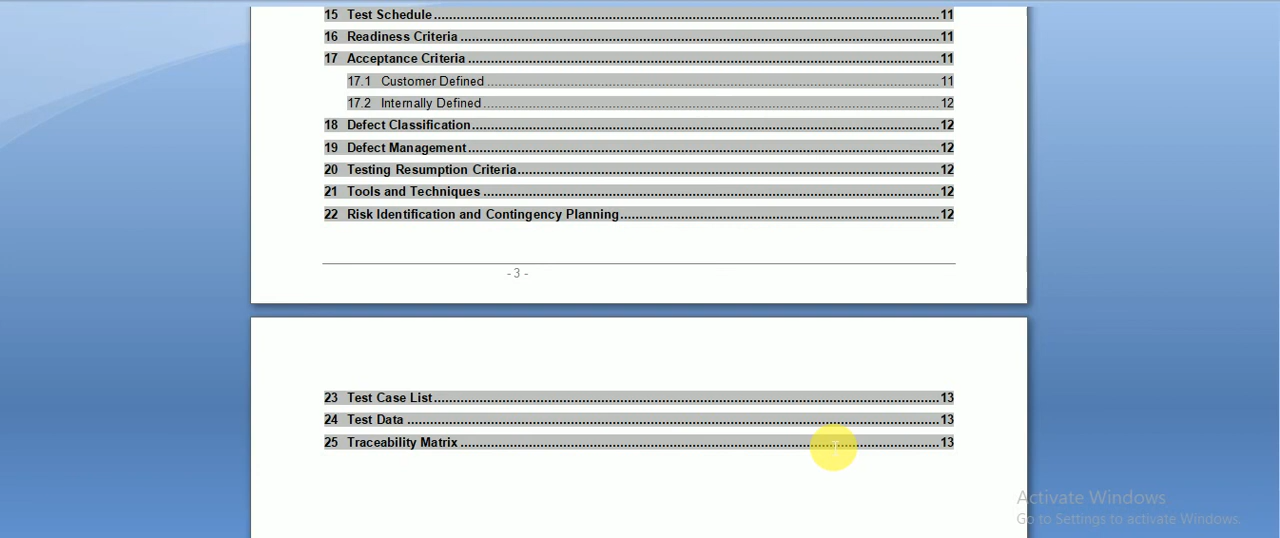 15 Test Schedule...........................................................................................................................11
16 Readiness Criteria ....................................................................................................................11
17 Acceptance Criteria ..................................................................................................................11
17.1 Customer Defined ..................................................................................................................11
17.2 Internally Defined ..................................................................................................................12
18 Defect Classification.................................................................................................................12
19 Defect Management..................................................................................................................12
20 Testing Resumption Criteria......................................................................................................12
21 Tools and Techniques ..............................................................................................................12
22 Risk Identification and Contingency Planning...........................................................................12
- 3 -
23 Test Case List...........................................................................................................................13
24 Test Data ..................................................................................................................................13
25 Traceability Matrix ....................................................................................................................13
Activate Windows
Go to Settings to activate Windows.